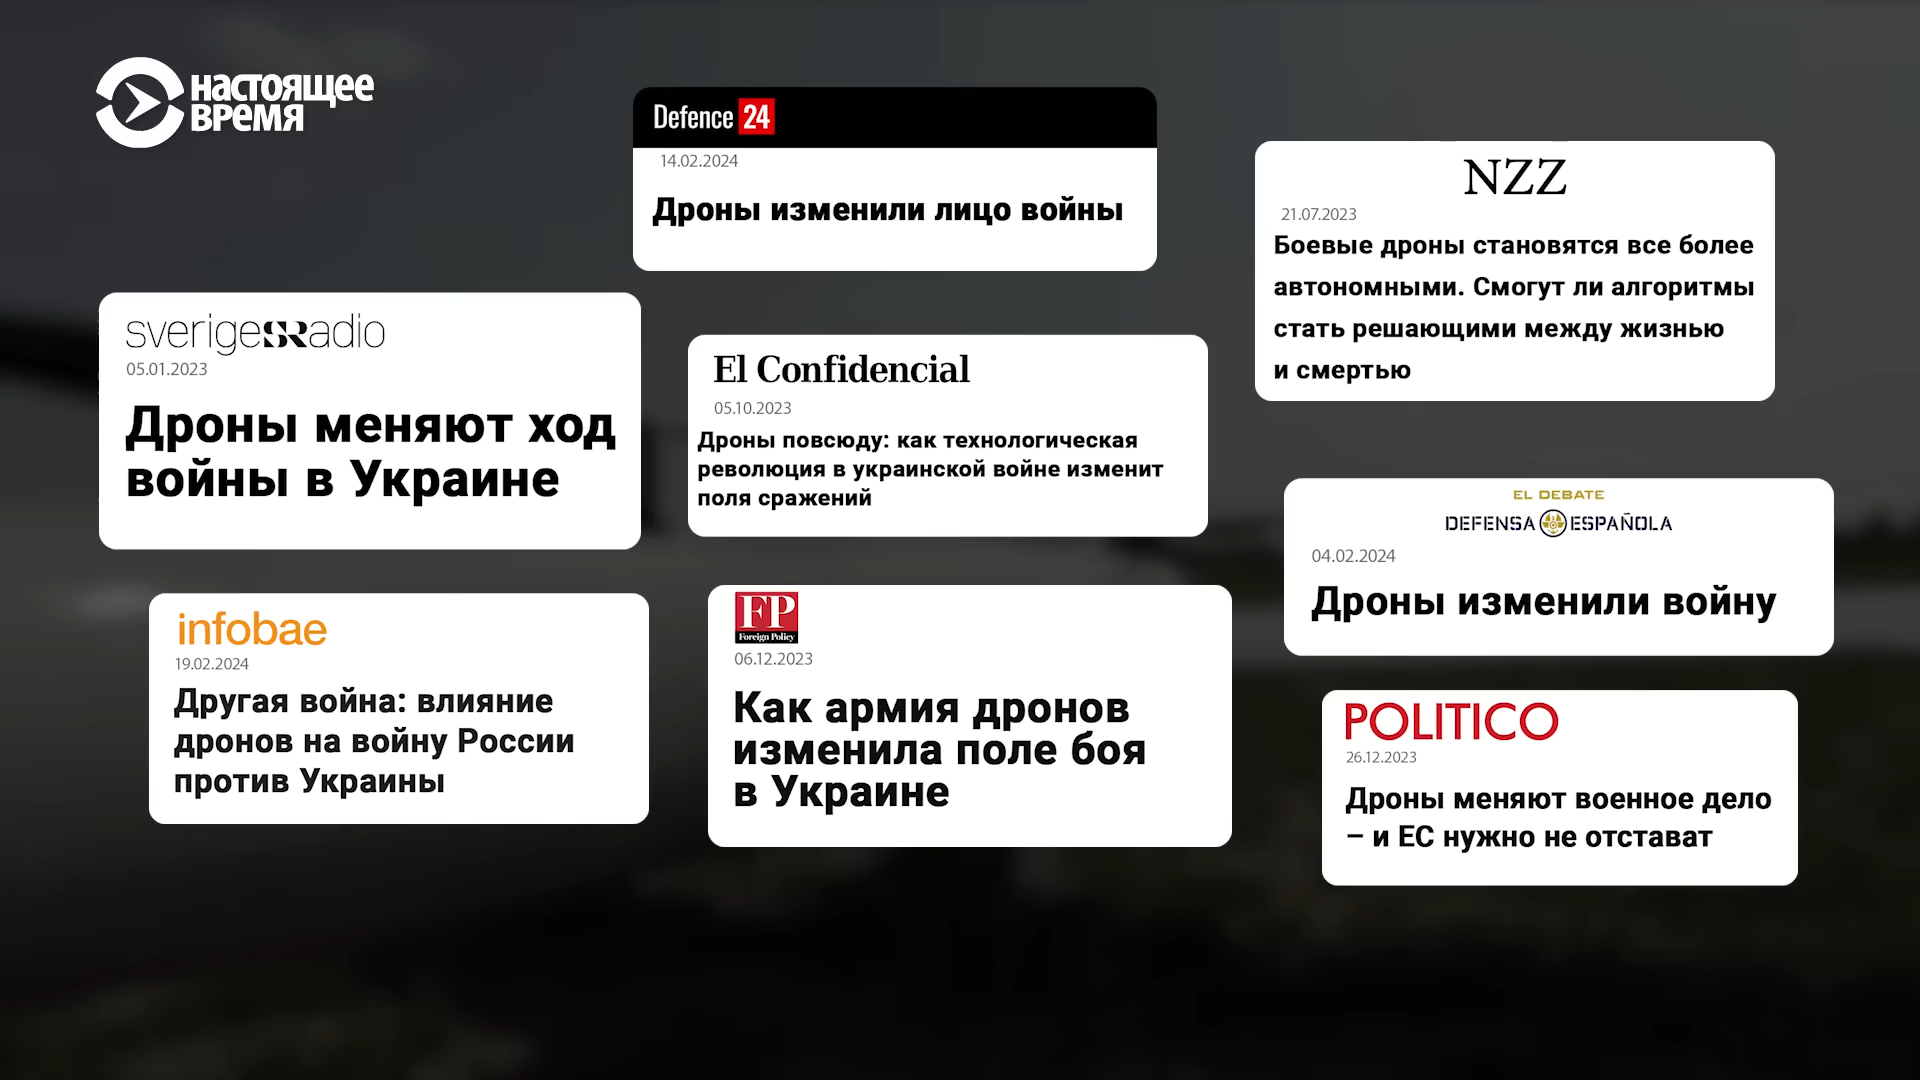 НАСТОЯЩЕЕ
ВРЕМЯ
Defence 24
14.02.2024
Дроны изменили лицо войны
NZZ
21.07.2023
Боевые дроны становятся все более
автономными. Смогут ли алгоритмы
стать решающими между жизнью
и смертью
sverigesSRadio
05.01.2023
Дроны меняют ход
войны в Украине
El Confidencial
05.10.2023
Дроны повсюду: как технологическая
революция в украинской войне изменит
поля сражений
EL DEBATE
DEFENSA ESPAÑOLA
04.02.2024
Дроны изменили войну
infobae
19.02.2024
Другая война: влияние
дронов на войну России
против Украины
FP
Foreign Policy
06.12.2023
Как армия дронов
изменила поле боя
в Украине
POLITICO
26.12.2023
Дроны меняют военное дело
– и ЕС нужно не отстават